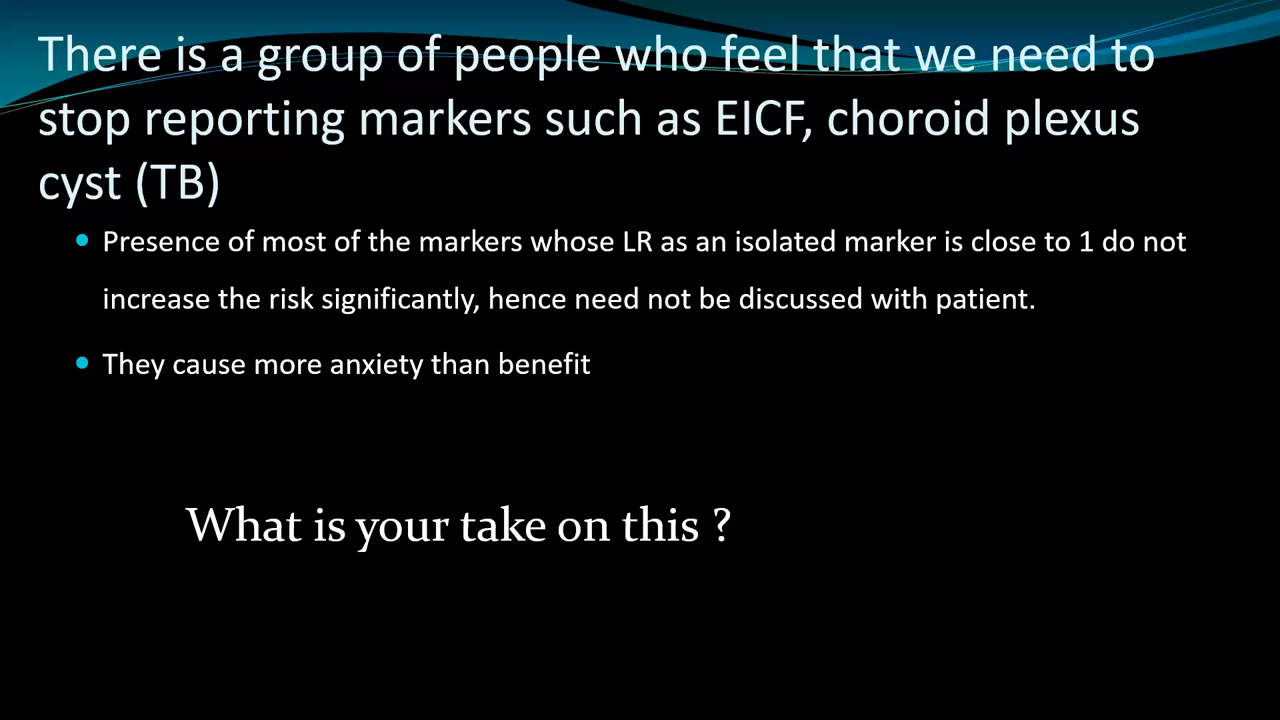 There is a group of people who feel that we need to
stop reporting markers such as EICF, choroid plexus
cyst (TB)
• Presence of most of the markers whose LR as an isolated marker is close to 1 do not
increase the risk significantly, hence need not be discussed with patient.
• They cause more anxiety than benefit
What is your take on this ?